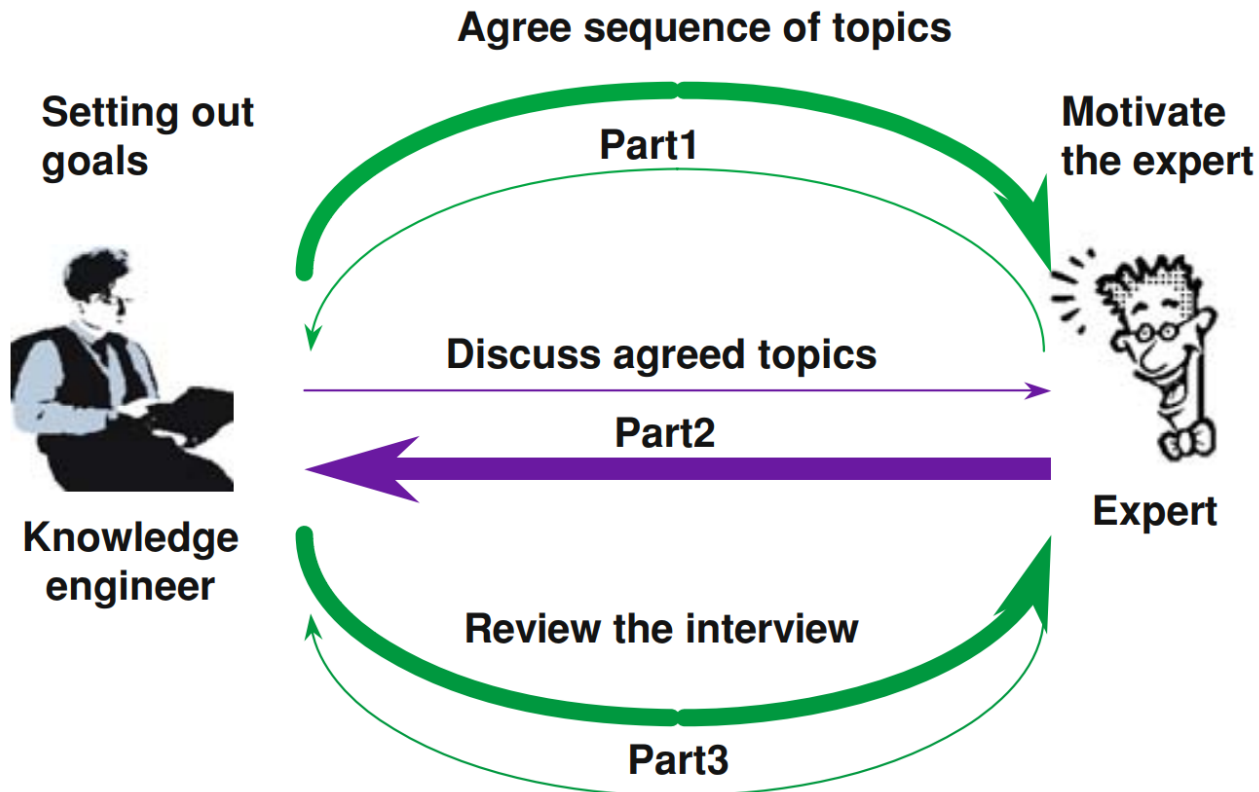 Agree sequence of topics
Setting out
goals
Motivate
the expert
Part1
Discuss agreed topics
Part2
Knowledge
engineer
Expert
Review the interview
Part3